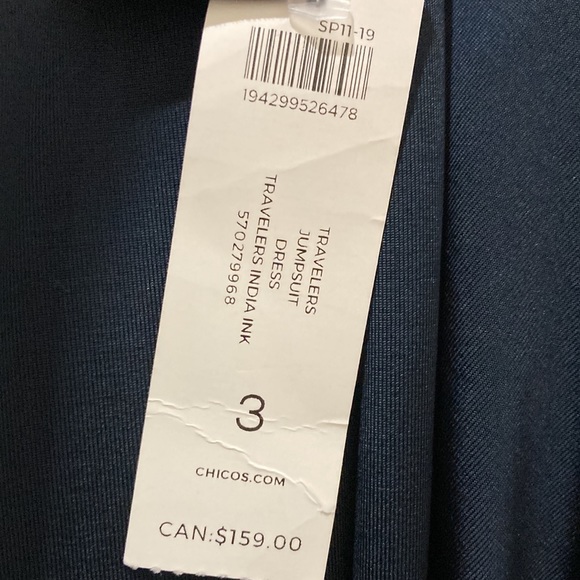 SP11-19
194299526478
TRAVELERS
JUMPSUIT
DRESS
TRAVELERS INDIA INK
570279968
3
CHICOS.COM
CAN:$159.00